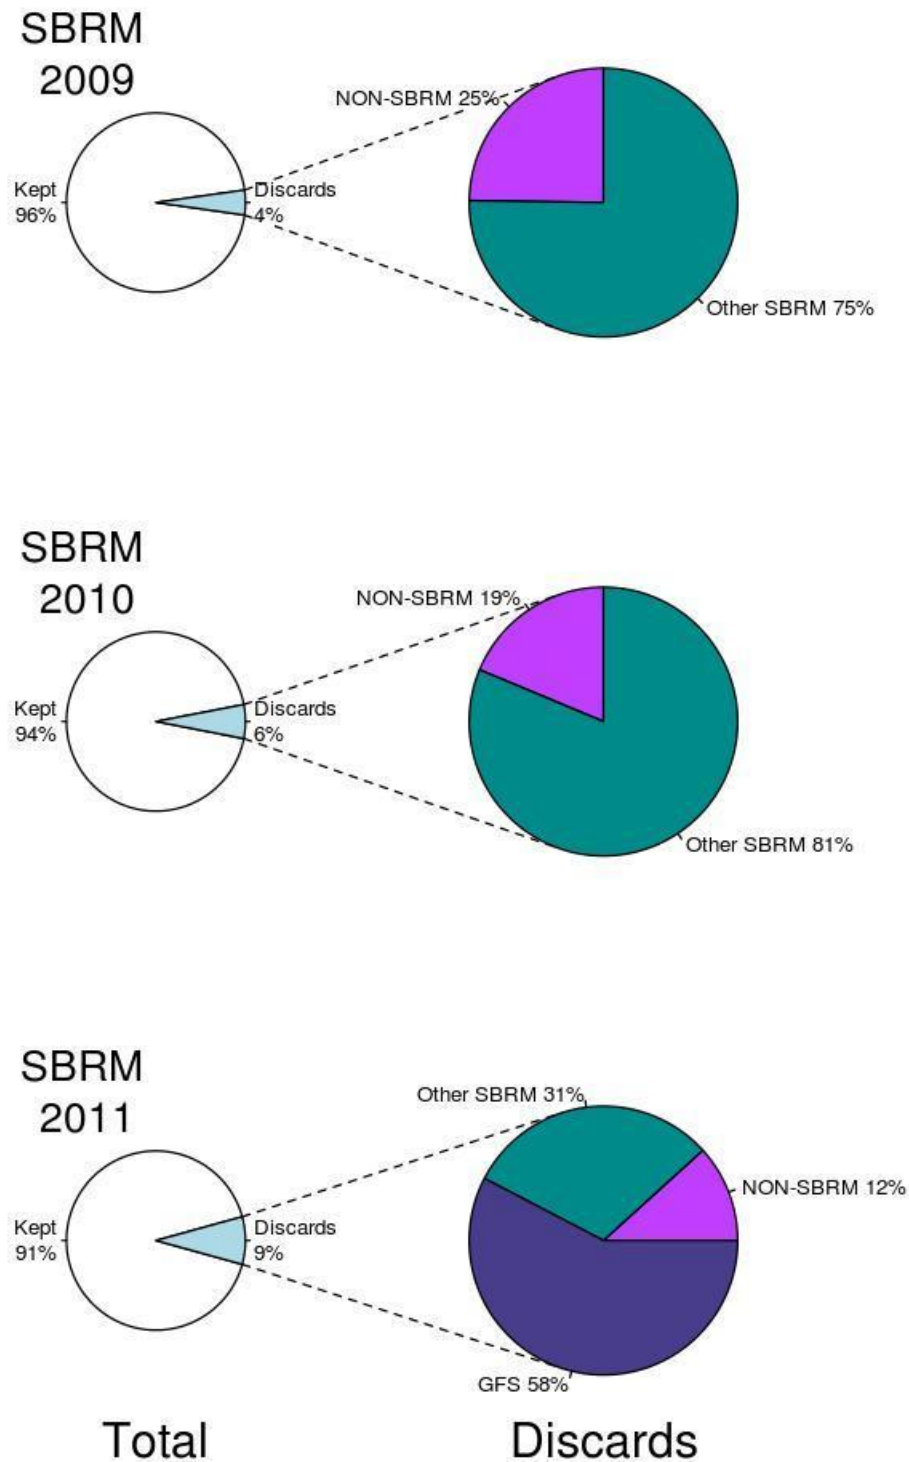 SBRM
2009
NON-SBRM 25%
Kept
96%
Discards
4%
Other SBRM 75%
SBRM
2010
NON-SBRM 19%
Kept
94%
Discards
6%
Other SBRM 81%
SBRM
2011
Other SBRM 31%
NON-SBRM 12%
Kept
91%
Discards
9%
GFS 58%
Total
Discards